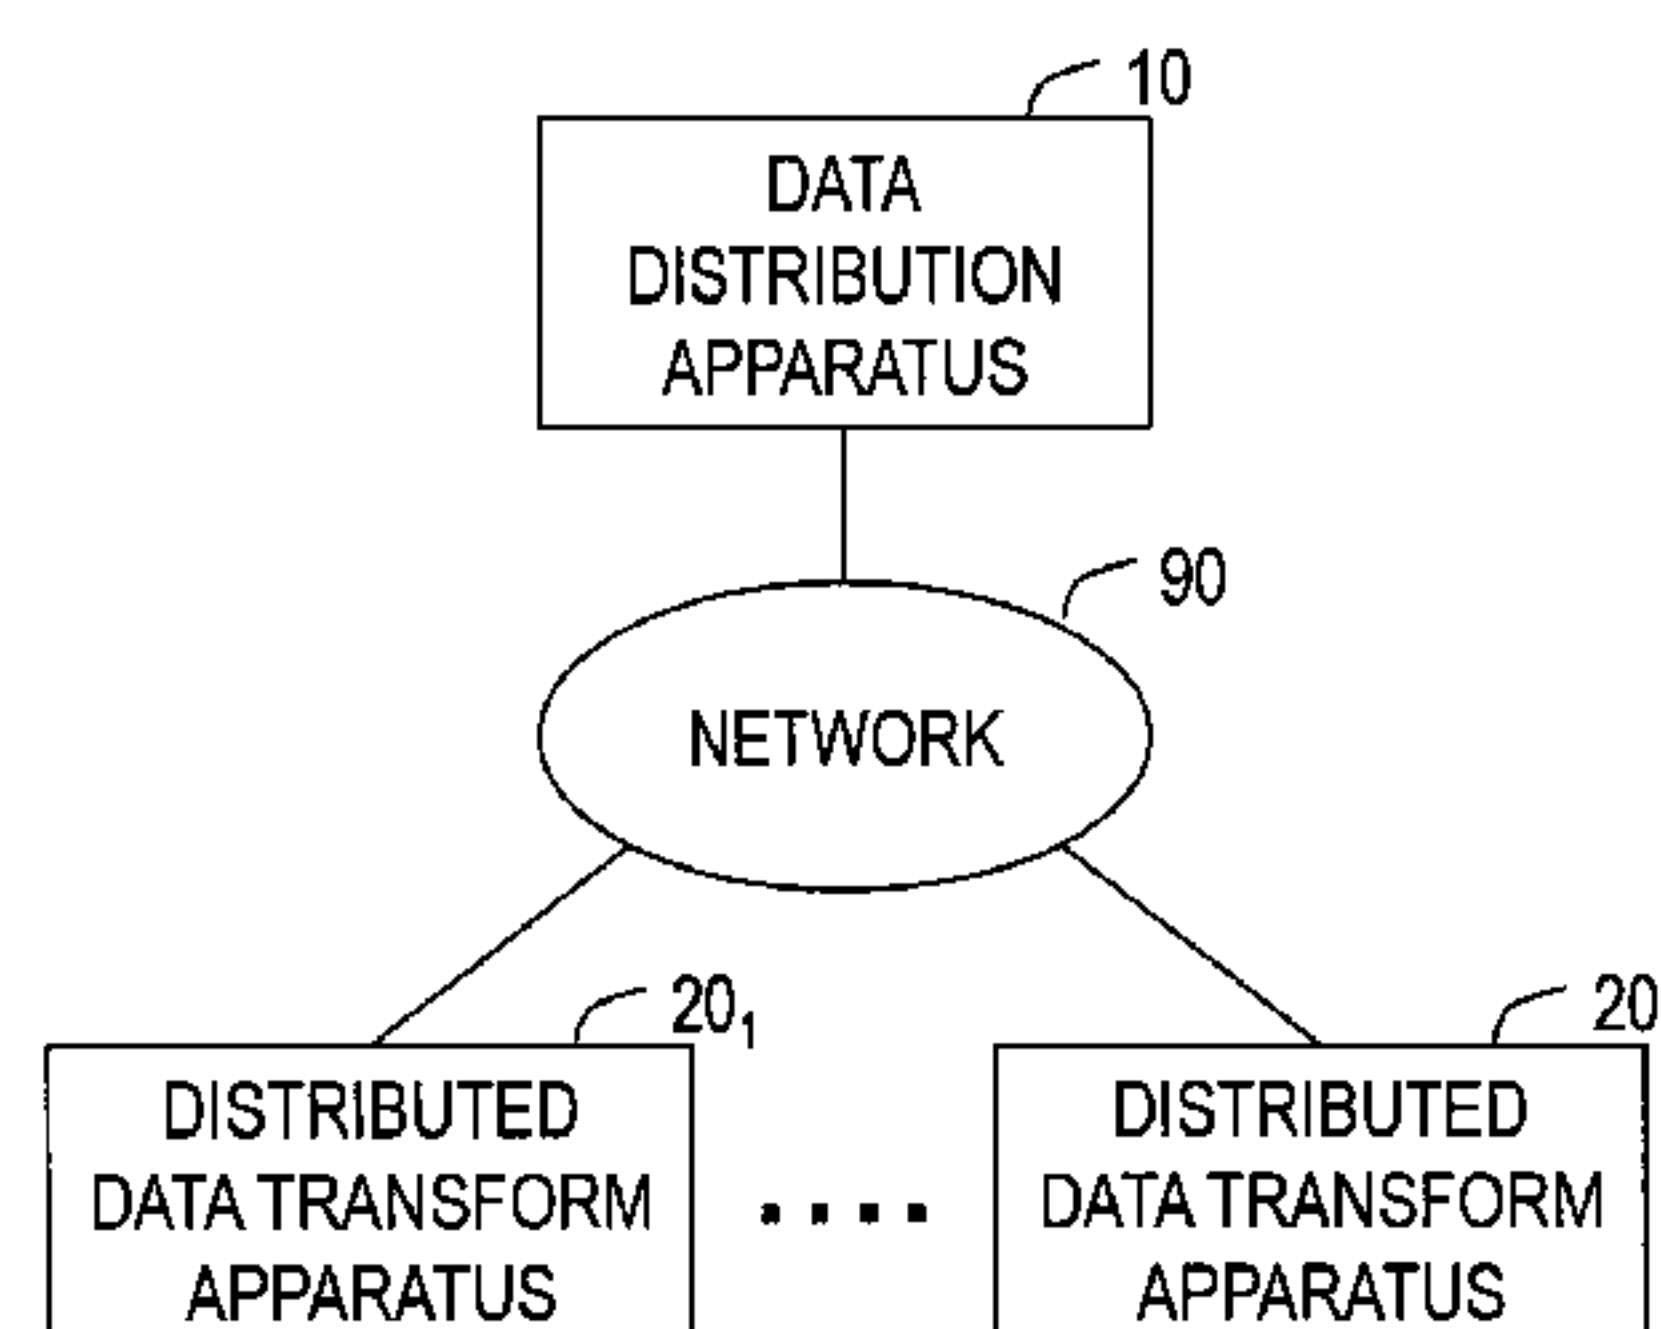 10
DATA
DISTRIBUTION
APPARATUS
90
NETWORK
20₁
20
DISTRIBUTED
DATA TRANSFORM
APPARATUS
....
DISTRIBUTED
DATA TRANSFORM
APPARATUS